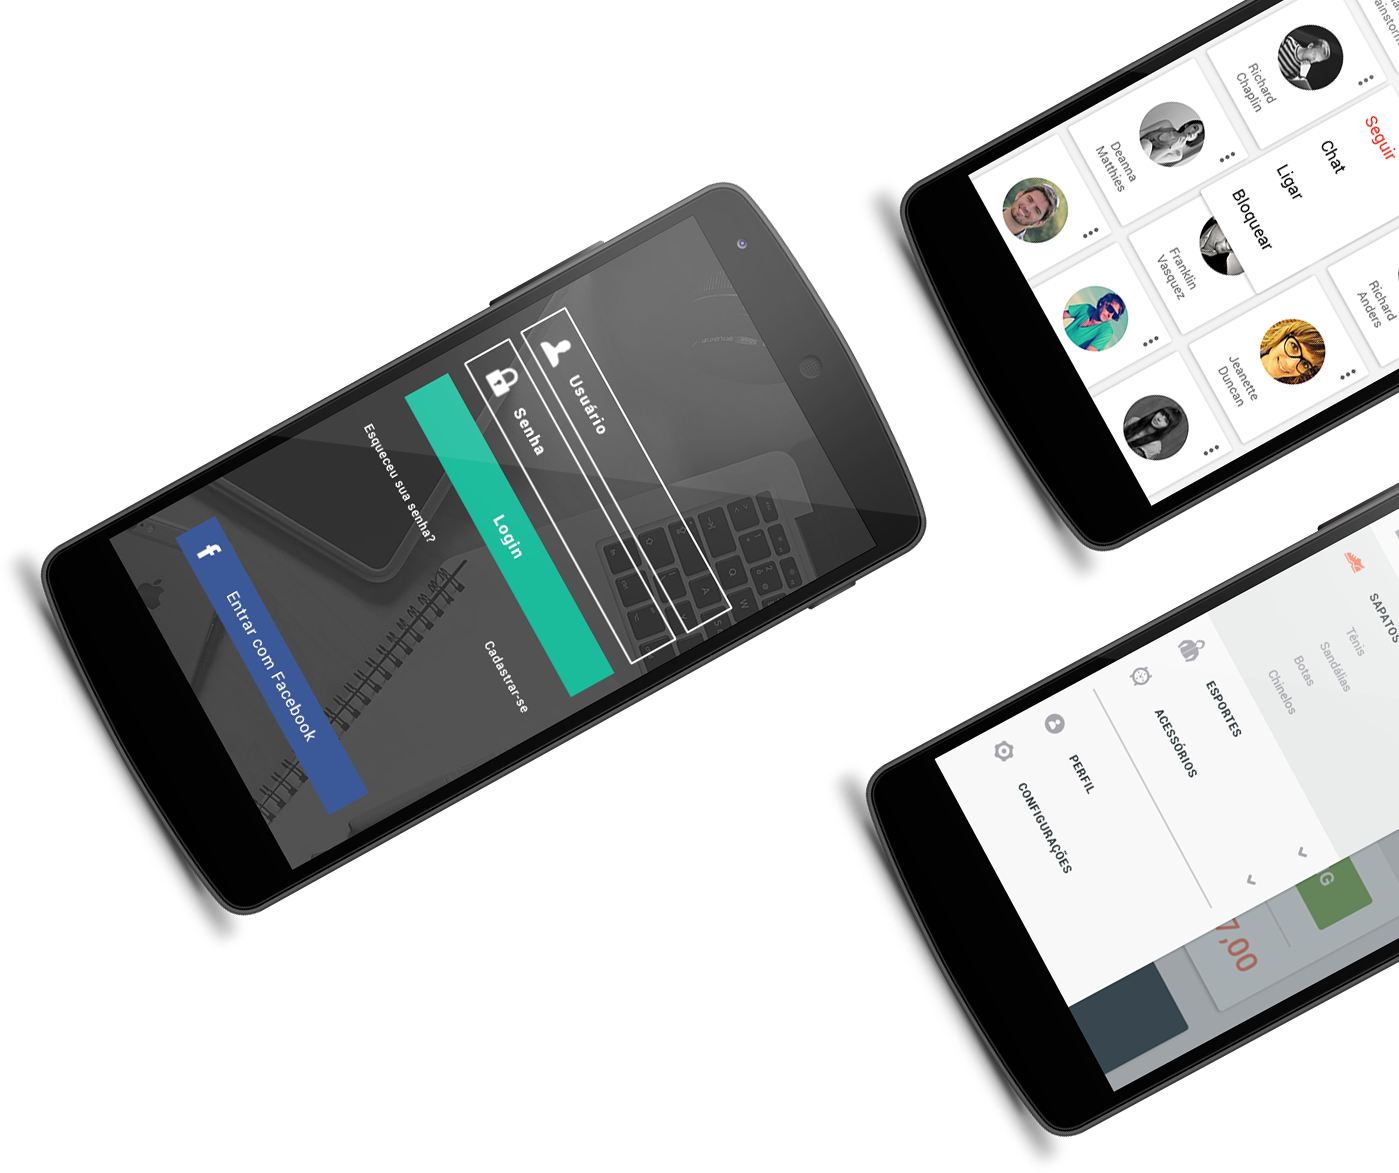 Usuário
Senha
Login
Esqueceu sua senha?
Cadastrar-se
Entrar com Facebook
Richard
Chaplin
Deanna
Matthies
Seguir
Chat
Ligar
Bloquear
Franklin
Vasquez
Richard
Anders
Jeanette
Duncan
SAPATOS
Tênis
Sandálias
Botas
Chinelos
ESPORTES
ACESSÓRIOS
PERFIL
CONFIGURAÇÕES
G
7,00